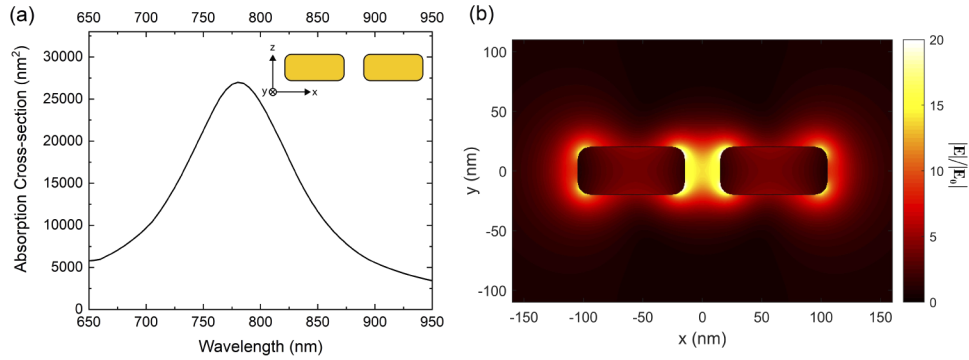 (a)
650 700 750 800 850 900 950
30000
25000
20000
15000
10000
5000
0
Absorption Cross-section (nm²)
z
y
x
650 700 750 800 850 900 950
Wavelength (nm)
(b)
100
50
0
-50
-100
y (nm)
-150 -100 -50 0 50 100 150
x (nm)
20
15
10
5
0
|E|/|E₀|